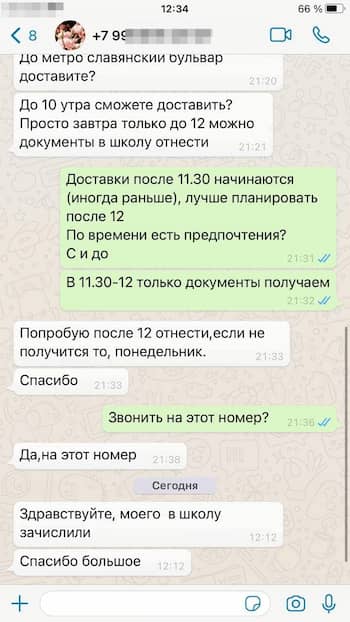 12:34
66 %
8
+7 99
До метро славянский бульвар
доставите?
21:20
До 10 утра сможете доставить?
Просто завтра только до 12 можно
документы в школу отнести
21:21
Доставки после 11.30 начинаются
(иногда раньше), лучше планировать
после 12
По времени есть предпочтения?
С и до
21:31
В 11.30-12 только документы получаем
21:32
Попробую после 12 отнести,если не
получится то, понедельник.
21:33
Спасибо
21:33
Звонить на этот номер?
21:36
Да,на этот номер
21:38
Сегодня
Здравствуйте, моего в школу
зачислили
12:12
Спасибо большое
12:12